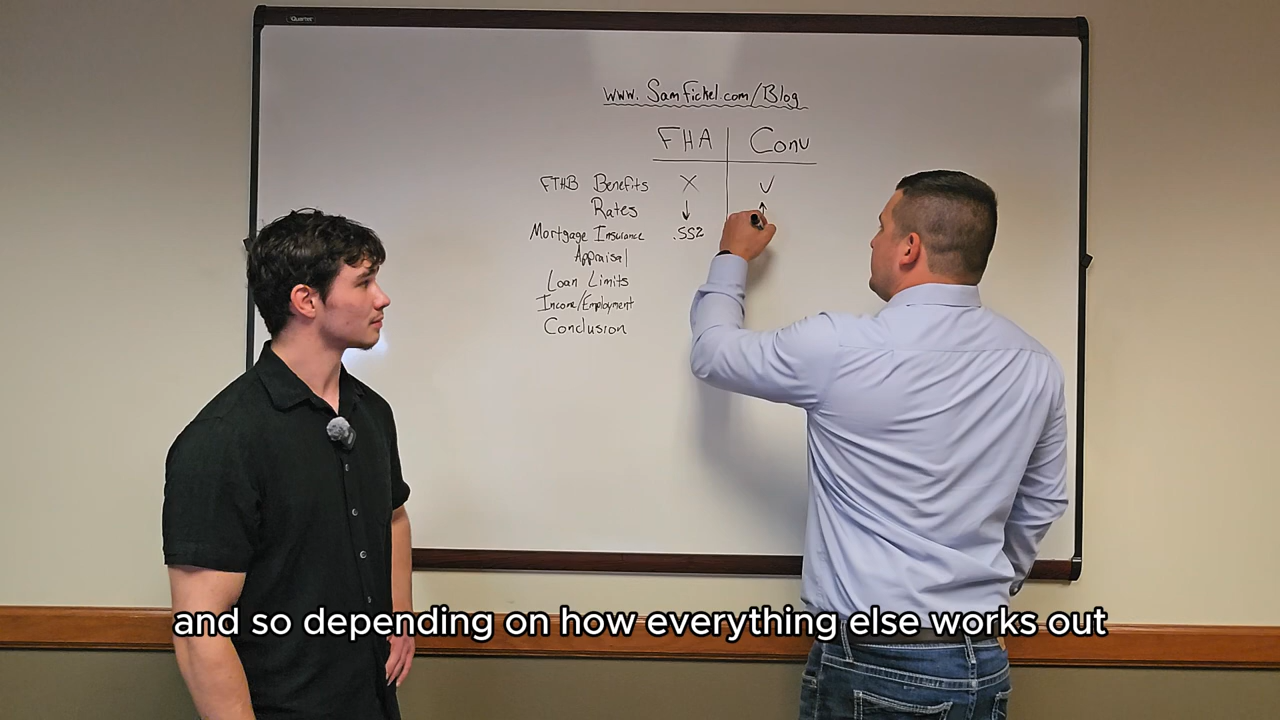 Quartet
www. SamFickel.com/Blog
FHA Conv
FTHB Benefits X ✓
Rates ↓ ↑
Mortgage Insurance .552
Appraisal
Loan Limits
Income/Employment
Conclusion
and so depending on how everything else works out